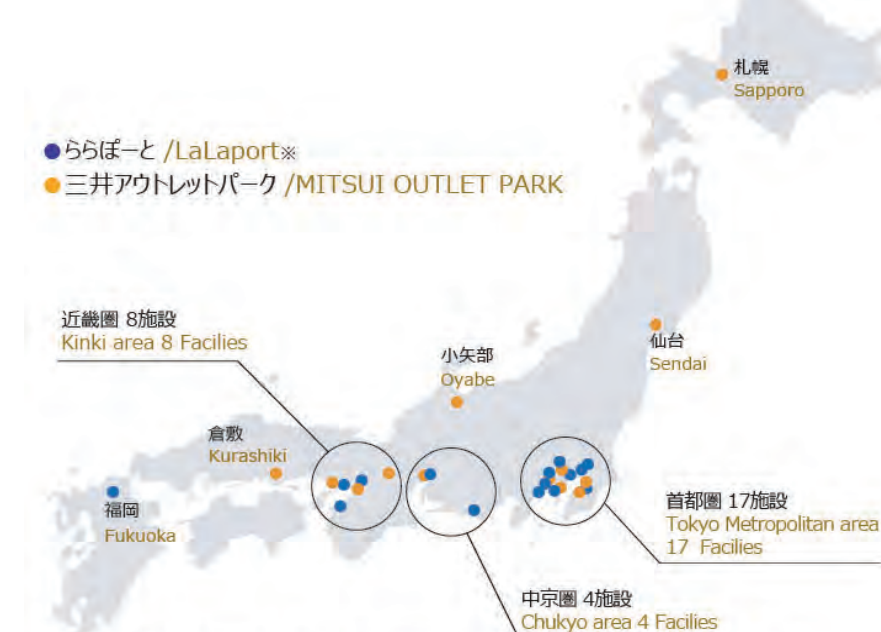 札幌
Sapporo
ららぽーと /LaLaport※
三井アウトレットパーク /MITSUI OUTLET PARK
近畿圏 8施設
Kinki area 8 Facilies
仙台
Sendai
小矢部
Oyabe
倉敷
Kurashiki
福岡
Fukuoka
首都圏 17施設
Tokyo Metropolitan area
17 Facilies
中京圏 4施設
Chukyo area 4 Facilies